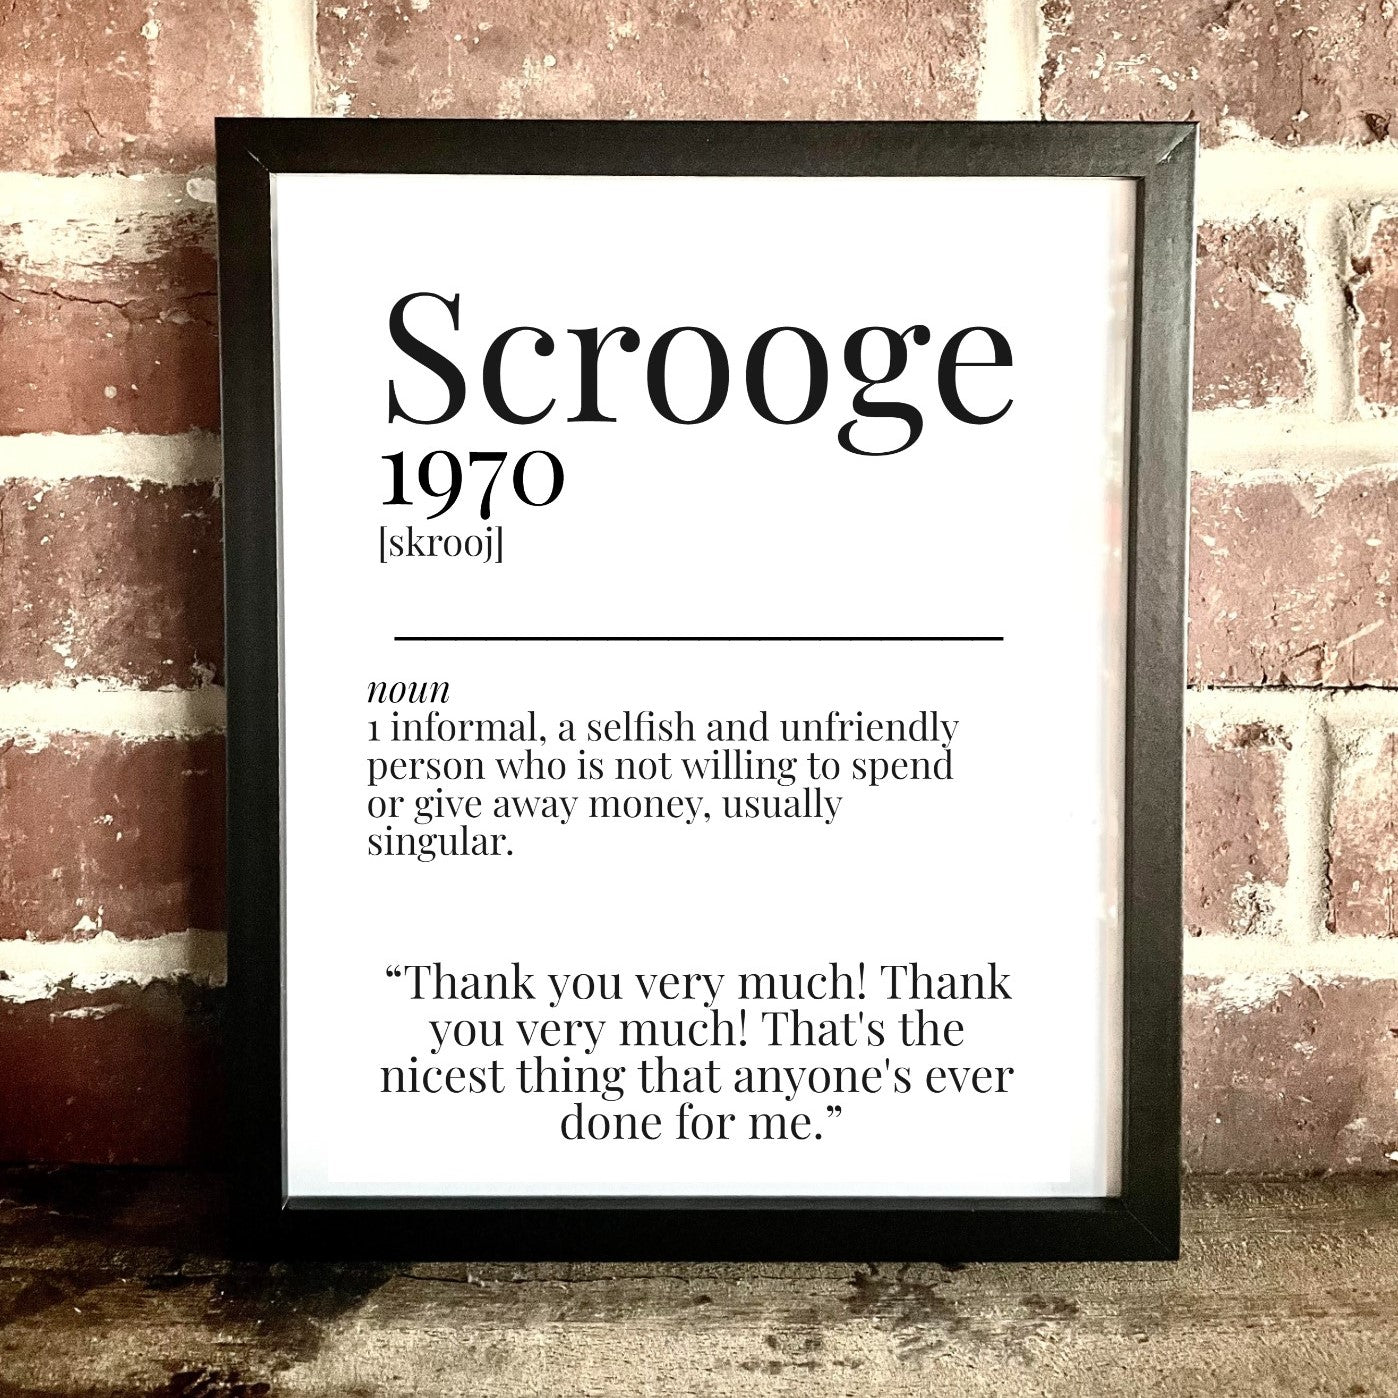 Scrooge
1970
[skrooj]
noun
1 informal, a selfish and unfriendly
person who is not willing to spend
or give away money, usually
singular.
“Thank you very much! Thank
you very much! That's the
nicest thing that anyone's ever
done for me.”